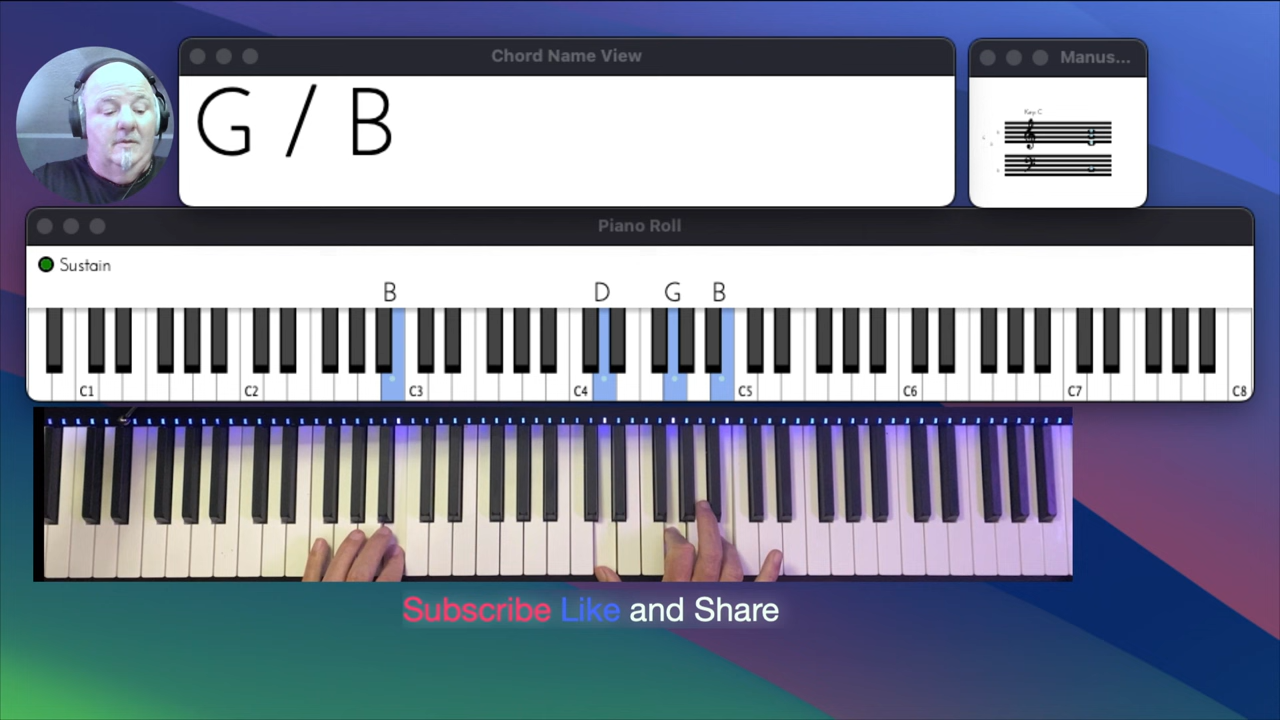 Chord Name View
G / B
Manus...
Key: C
Piano Roll
Sustain
B D G B
C1 C2 C3 C4 C5 C6 C7 C8
Subscribe Like and Share